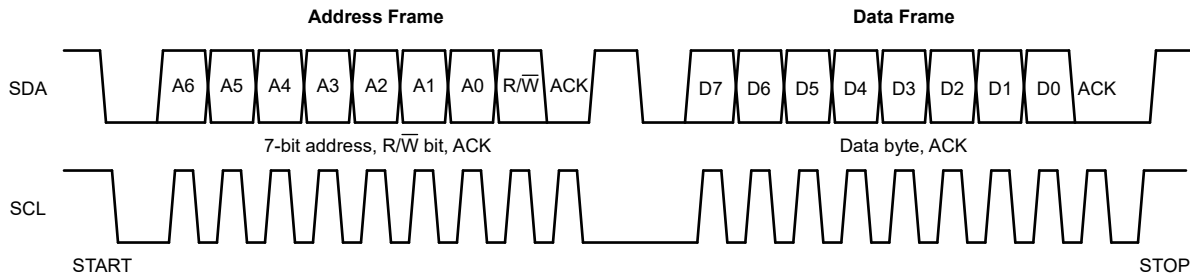 Address Frame Data Frame
SDA A6 A5 A4 A3 A2 A1 A0 R/W̅ ACK D7 D6 D5 D4 D3 D2 D1 D0 ACK
7-bit address, R/W̅ bit, ACK Data byte, ACK
SCL
START STOP